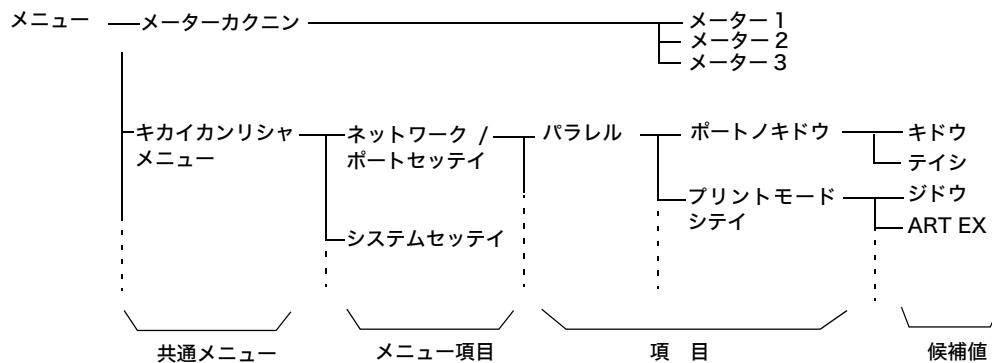 メニュー メーターカクニン メーター1
メーター2
メーター3
キカイカンリシャ ネットワーク / パラレル ポートノキドウ キドウ
メニュー ポートセッテイ テイシ
プリントモード ジドウ
シテイ ART EX
システムセッテイ
共通メニュー メニュー項目 項 目 候補値